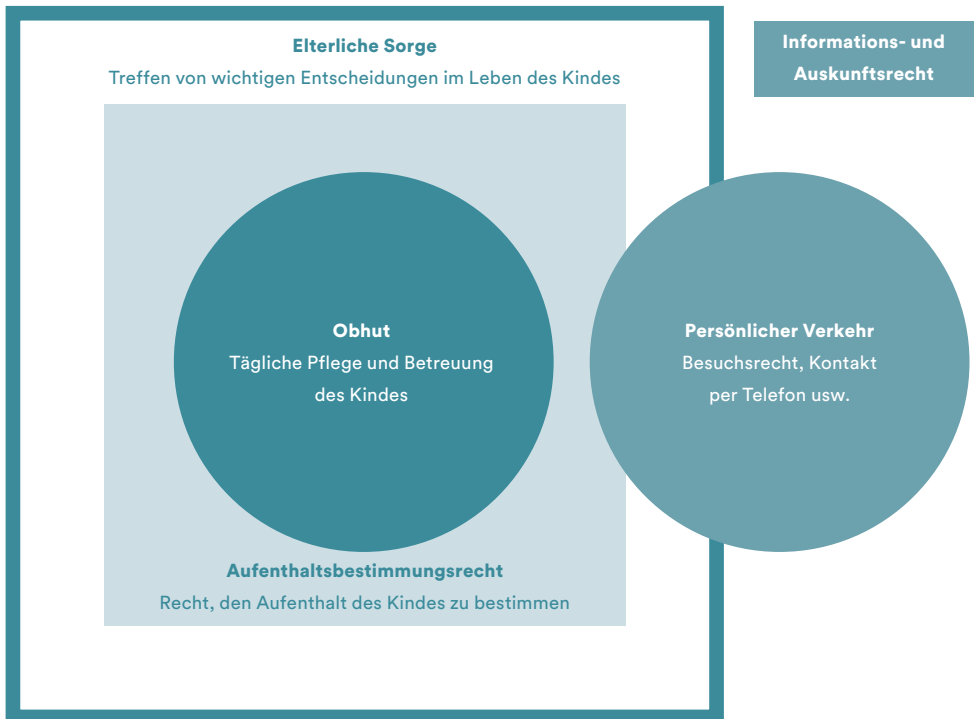 Elterliche Sorge
Treffen von wichtigen Entscheidungen im Leben des Kindes
Informations- und
Auskunftsrecht
Obhut
Tägliche Pflege und Betreuung
des Kindes
Persönlicher Verkehr
Besuchsrecht, Kontakt
per Telefon usw.
Aufenthaltsbestimmungsrecht
Recht, den Aufenthalt des Kindes zu bestimmen